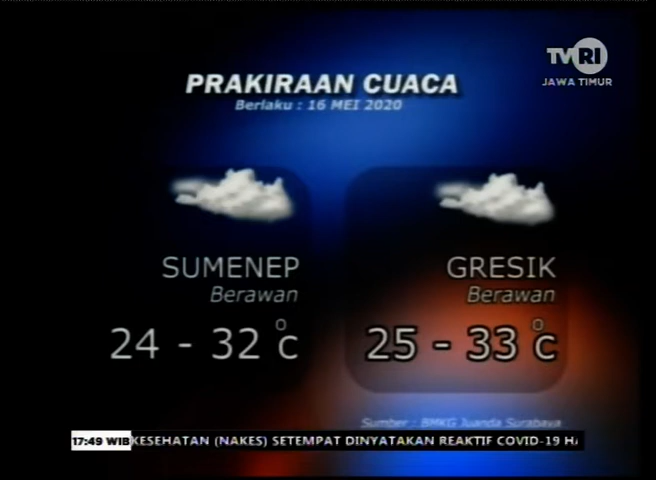 TVRI
JAWA TIMUR
PRAKIRAAN CUACA
Berlaku : 16 MEI 2020
SUMENEP
Berawan
24 - 32 °c
GRESIK
Berawan
25 - 33 °c
Sumber : BMKG Juanda Surabaya
17:49 WIB KESEHATAN (NAKES) SETEMPAT DINYATAKAN REAKTIF COVID-19